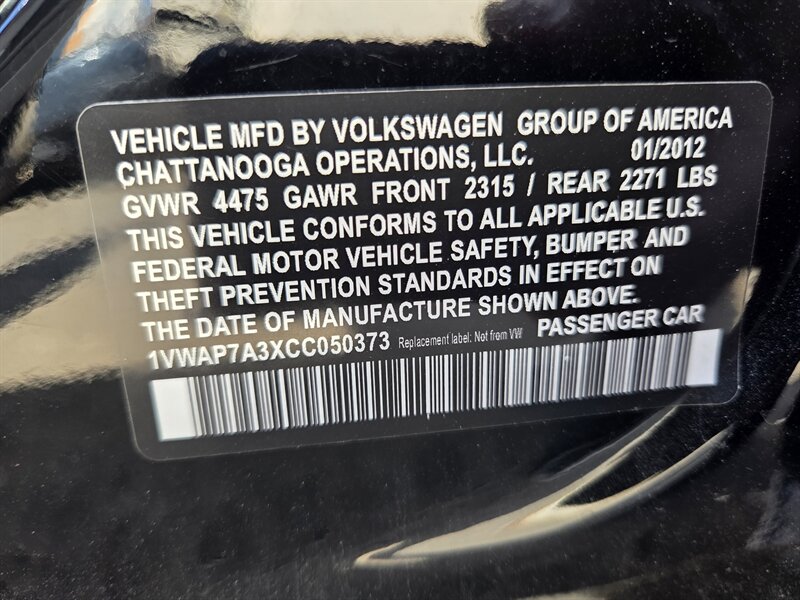 VEHICLE MFD BY VOLKSWAGEN GROUP OF AMERICA
CHATTANOOGA OPERATIONS, LLC. 01/2012
GVWR 4475 GAWR FRONT 2315 / REAR 2271 LBS
THIS VEHICLE CONFORMS TO ALL APPLICABLE U.S.
FEDERAL MOTOR VEHICLE SAFETY, BUMPER AND
THEFT PREVENTION STANDARDS IN EFFECT ON
THE DATE OF MANUFACTURE SHOWN ABOVE.
1VWAP7A3XCC050373 Replacement label: Not from VW PASSENGER CAR